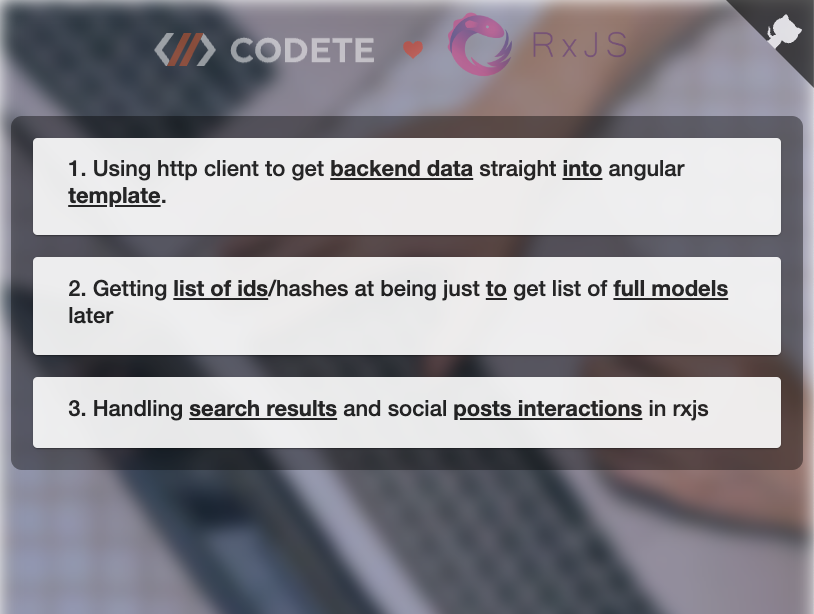 CODETE
RxJS
1. Using http client to get backend data straight into angular
template.
2. Getting list of ids/hashes at being just to get list of full models
later
3. Handling search results and social posts interactions in rxjs